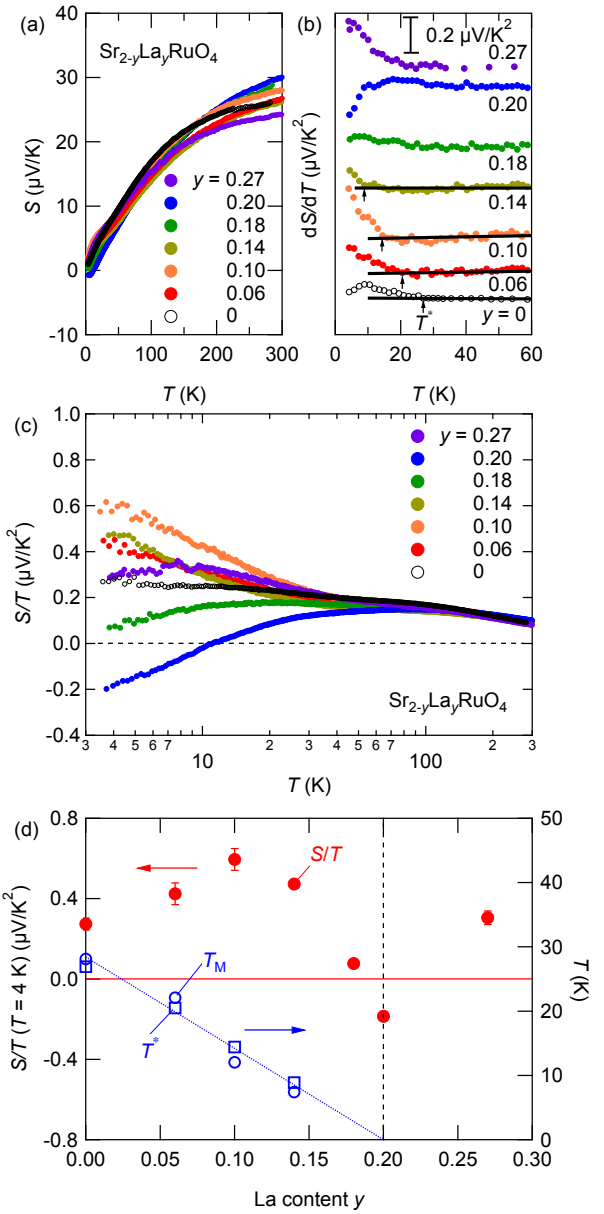 (a)
Sr2-yLayRuO4
40
30
20
10
0
-10
S (µV/K)
y = 0.27
0.20
0.18
0.14
0.10
0.06
0
0
100
200
300
T (K)
(b)
0.2 µV/K2
dS/dT (µV/K2)
0.27
0.20
0.18
0.14
0.10
0.06
T*
y = 0
0
20
40
60
T (K)
(c)
1.0
0.8
0.6
0.4
0.2
0.0
-0.2
-0.4
S/T (µV/K2)
y = 0.27
0.20
0.18
0.14
0.10
0.06
0
Sr2-yLayRuO4
3 4 5 6 7 10 2 3 4 5 6 7 100 2 3
T (K)
(d)
0.8
0.4
0.0
-0.4
-0.8
S/T (T = 4 K) (µV/K2)
S/T
TM
T*
50
40
30
20
10
0
T (K)
0.00 0.05 0.10 0.15 0.20 0.25 0.30
La content y